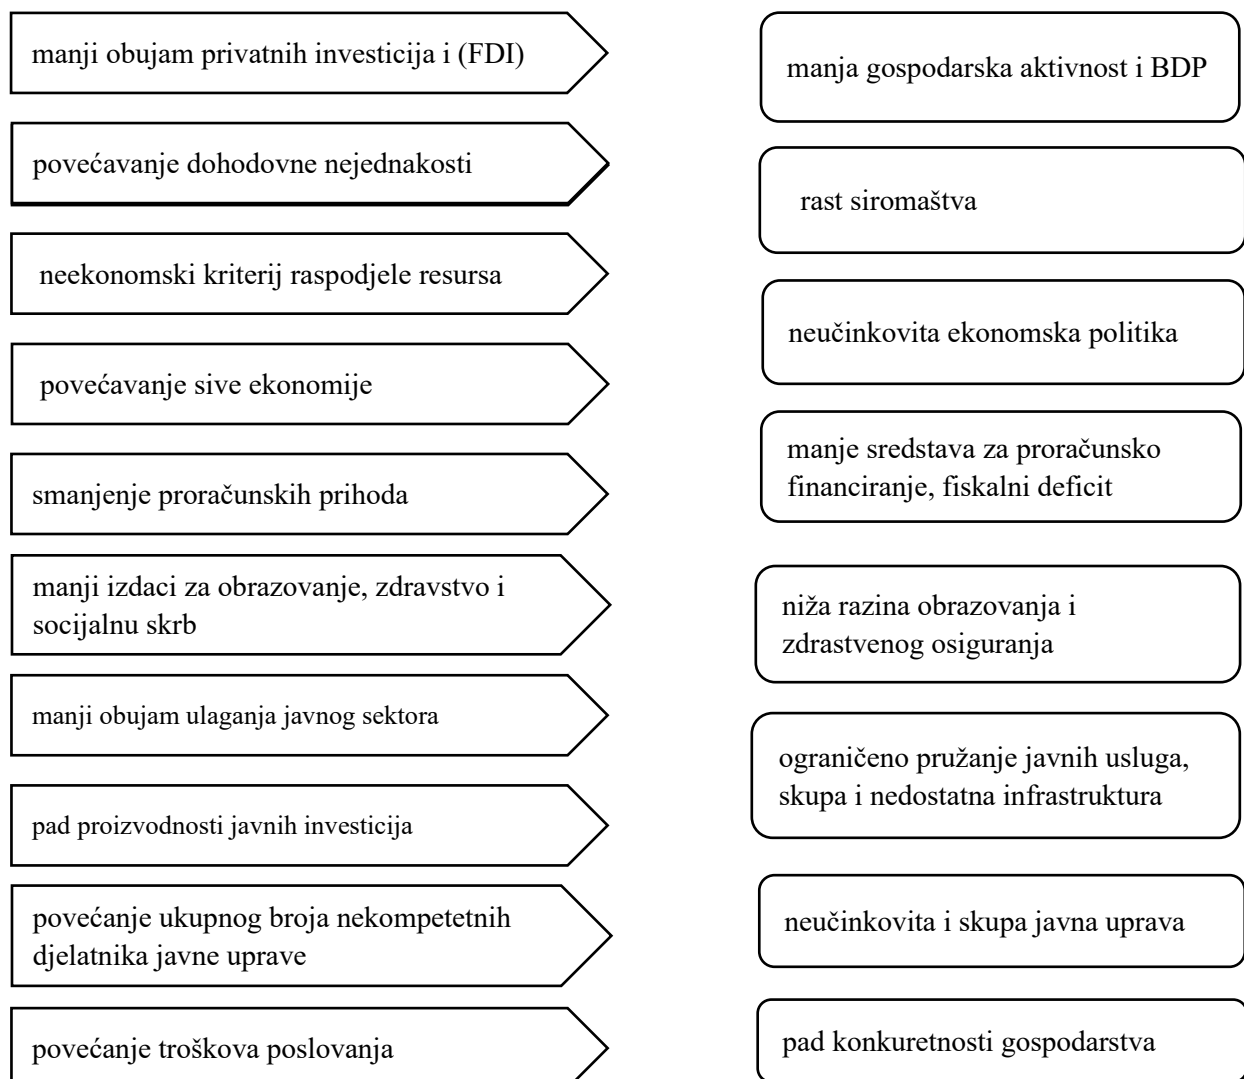 manji obujam privatnih investicija i (FDI)
povećavanje dohodovne nejednakosti
neekonomski kriterij raspodjele resursa
povećavanje sive ekonomije
smanjenje proračunskih prihoda
manji izdaci za obrazovanje, zdravstvo i
socijalnu skrb
manji obujam ulaganja javnog sektora
pad proizvodnosti javnih investicija
povećanje ukupnog broja nekompetetnih
djelatnika javne uprave
povećanje troškova poslovanja
manja gospodarska aktivnost i BDP
rast siromaštva
neučinkovita ekonomska politika
manje sredstava za proračunsko
financiranje, fiskalni deficit
niža razina obrazovanja i
zdrastvenog osiguranja
ograničeno pružanje javnih usluga,
skupa i nedostatna infrastruktura
neučinkovita i skupa javna uprava
pad konkuretnosti gospodarstva